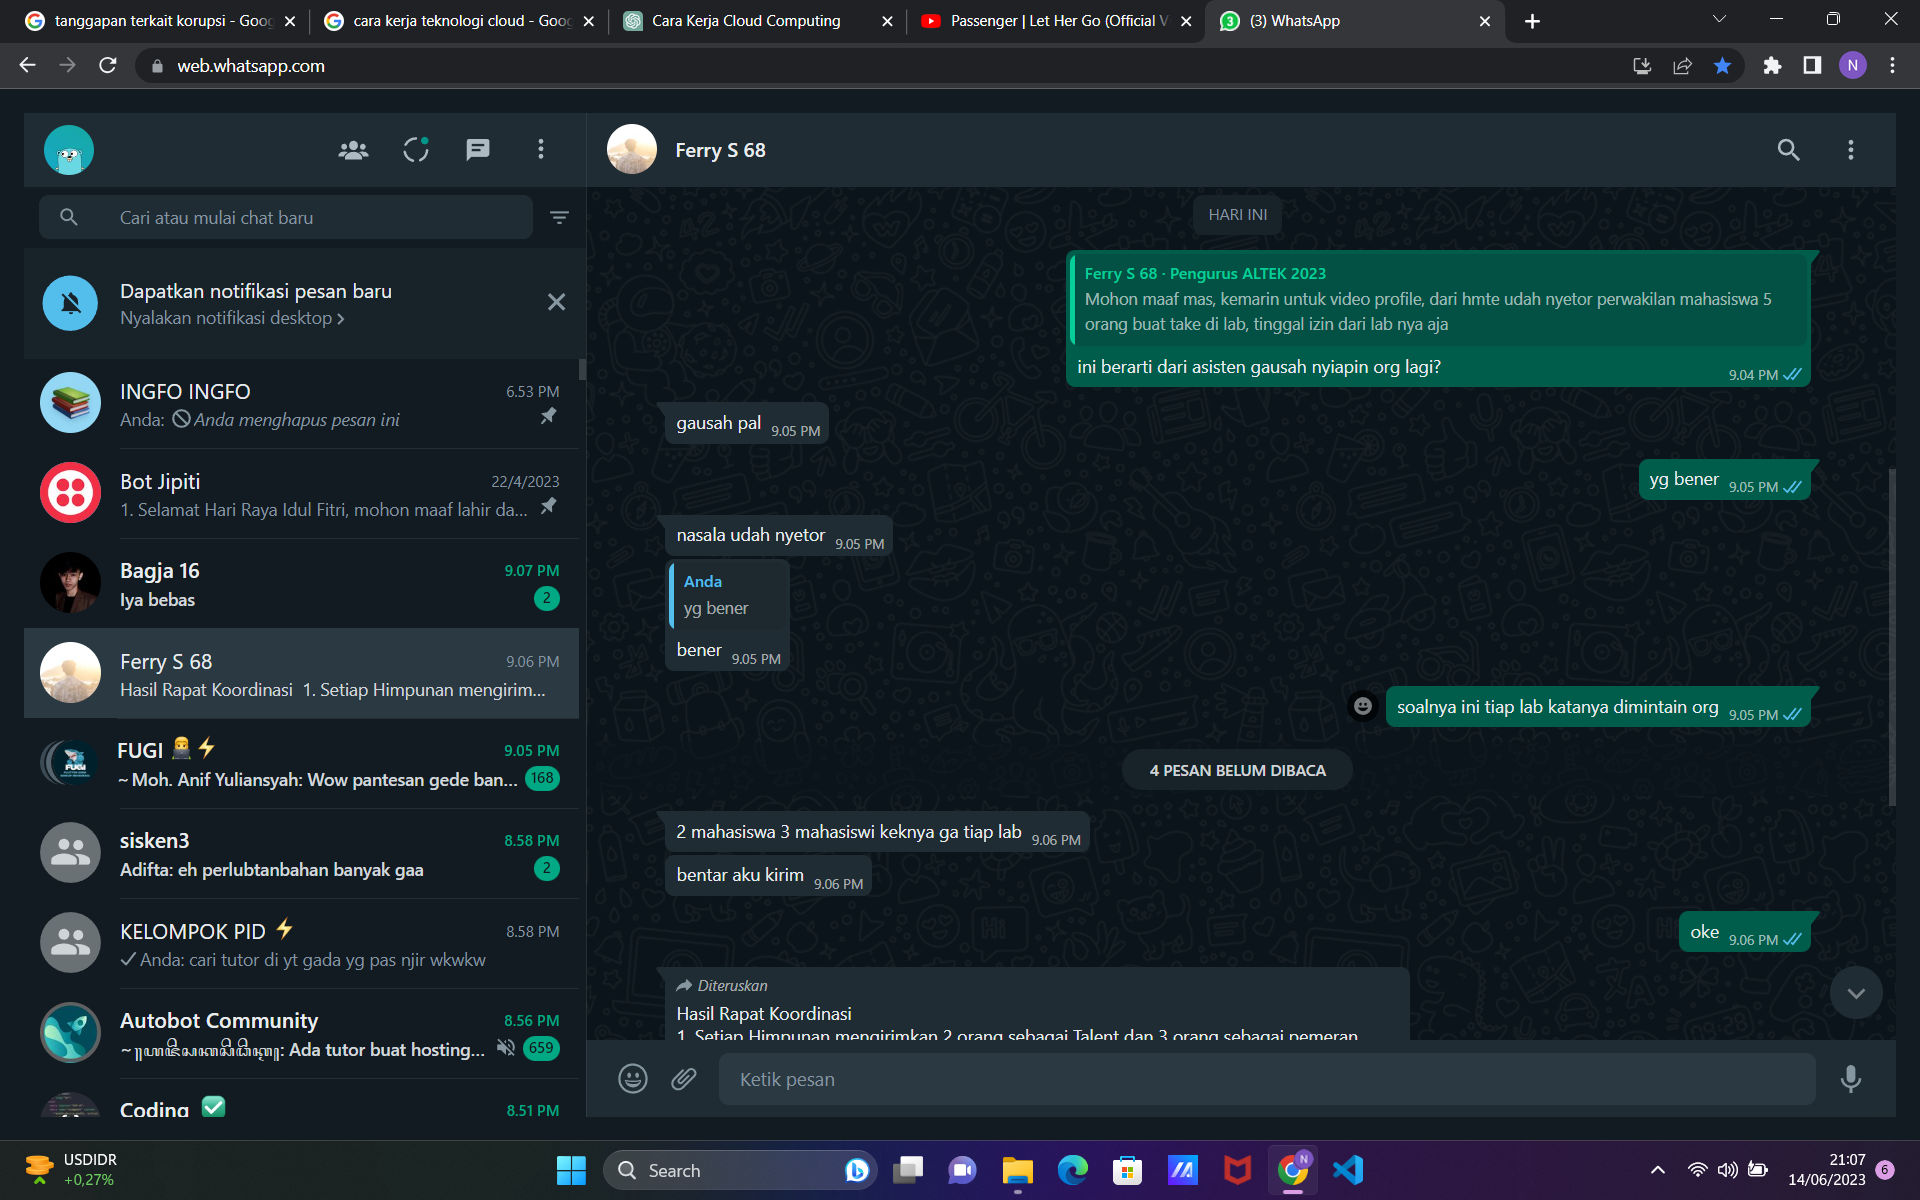 tanggapan terkait korupsi - Goog
cara kerja teknologi cloud - Goog
Cara Kerja Cloud Computing
Passenger | Let Her Go (Official V
(3) WhatsApp
web.whatsapp.com
N
Ferry S 68
Cari atau mulai chat baru
Dapatkan notifikasi pesan baru
Nyalakan notifikasi desktop >
INGFO INGFO 6.53 PM
Anda: Anda menghapus pesan ini
Bot Jipiti 22/4/2023
1. Selamat Hari Raya Idul Fitri, mohon maaf lahir da...
Bagja 16 9.07 PM
Iya bebas 2
Ferry S 68 9.06 PM
Hasil Rapat Koordinasi 1. Setiap Himpunan mengirim...
FUGI 👨‍💻⚡ 9.05 PM
~ Moh. Anif Yuliansyah: Wow pantesan gede ban... 168
sisken3 8.58 PM
Adifta: eh perlubtanbahan banyak gaa 2
KELOMPOK PID ⚡ 8.58 PM
Anda: cari tutor di yt gada yg pas njir wkwkw
Autobot Community 8.56 PM
: Ada tutor buat hosting... 659
Coding ✅ 8.51 PM
HARI INI
Ferry S 68 · Pengurus ALTEK 2023
Mohon maaf mas, kemarin untuk video profile, dari hmte udah nyetor perwakilan mahasiswa 5
orang buat take di lab, tinggal izin dari lab nya aja
ini berarti dari asisten gausah nyiapin org lagi? 9.04 PM
gausah pal 9.05 PM
yg bener 9.05 PM
nasala udah nyetor 9.05 PM
Anda
yg bener
bener 9.05 PM
soalnya ini tiap lab katanya dimintain org 9.05 PM
4 PESAN BELUM DIBACA
2 mahasiswa 3 mahasiswi keknya ga tiap lab 9.06 PM
bentar aku kirim 9.06 PM
oke 9.06 PM
Diteruskan
Hasil Rapat Koordinasi
1. Setiap Himpunan mengirimkan 2 orang sebagai Talent dan 3 orang sebagai pemeran
Ketik pesan
USDIDR
+0,27%
Search
21:07
14/06/2023
6